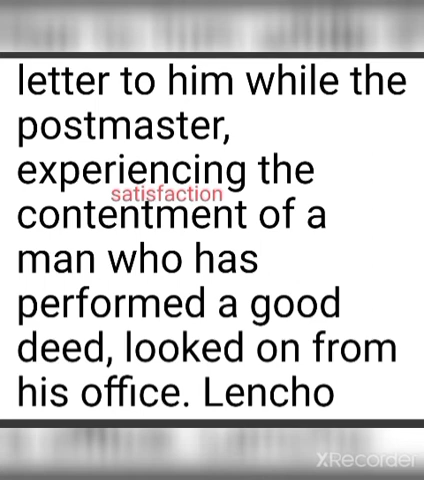 letter to him while the
postmaster,
experiencing the
satisfaction
contentment of a
man who has
performed a good
deed, looked on from
his office. Lencho
XRecorder